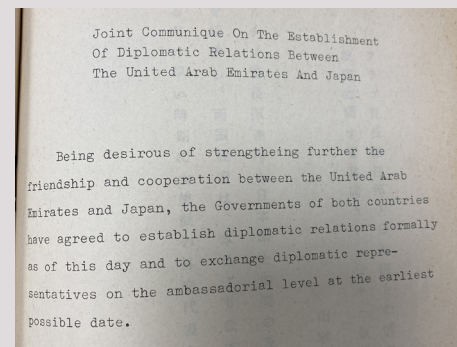 Joint Communique On The Establishment
Of Diplomatic Relations Between
The United Arab Emirates And Japan
Being desirous of strengtheing further the
friendship and cooperation between the United Arab
Emirates and Japan, the Governments of both countries
have agreed to establish diplomatic relations formally
as of this day and to exchange diplomatic repre-
sentatives on the ambassadorial level at the earliest
possible date.